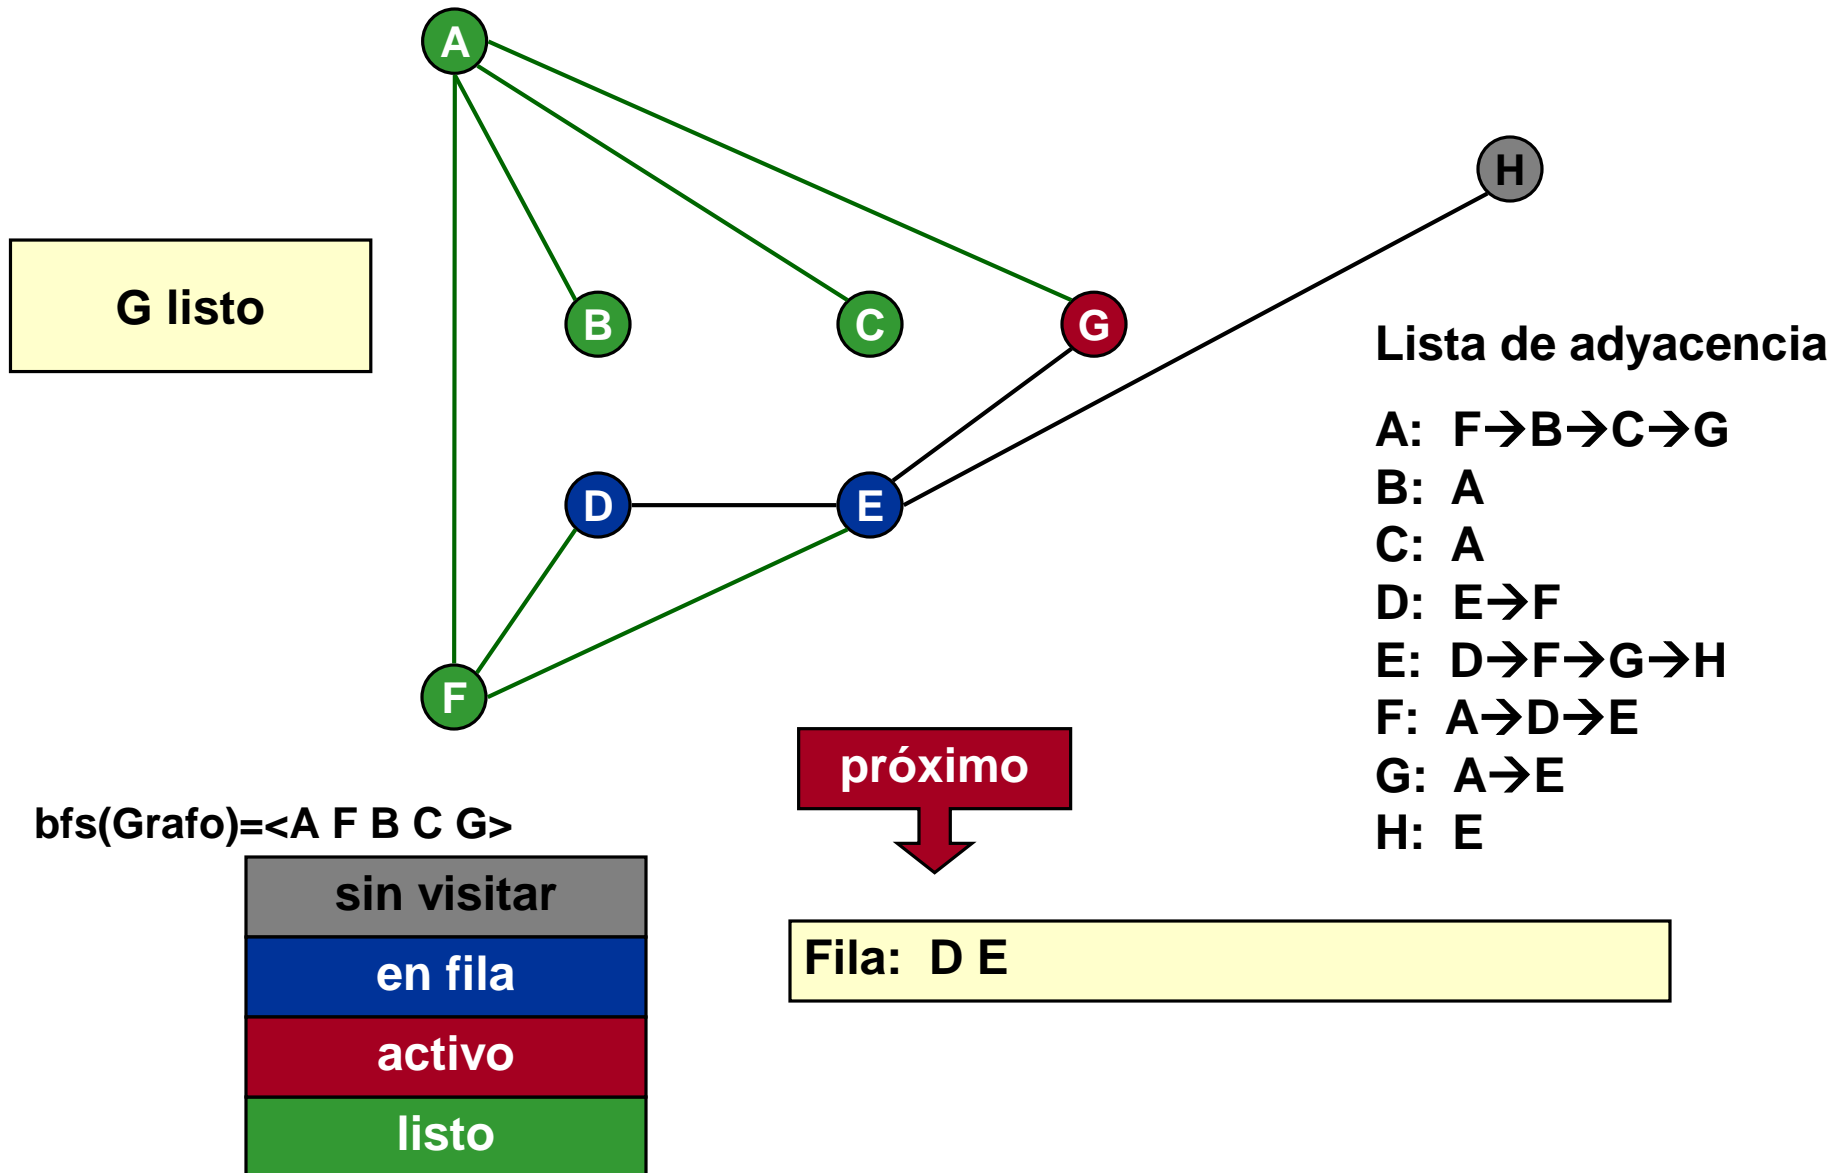 A
H
G listo
B
C
G
Lista de adyacencia
A: F→B→C→G
B: A
C: A
D: E→F
E: D→F→G→H
F: A→D→E
G: A→E
H: E
D
E
F
próximo
bfs(Grafo)=<A F B C G>
sin visitar
en fila
activo
listo
Fila: D E